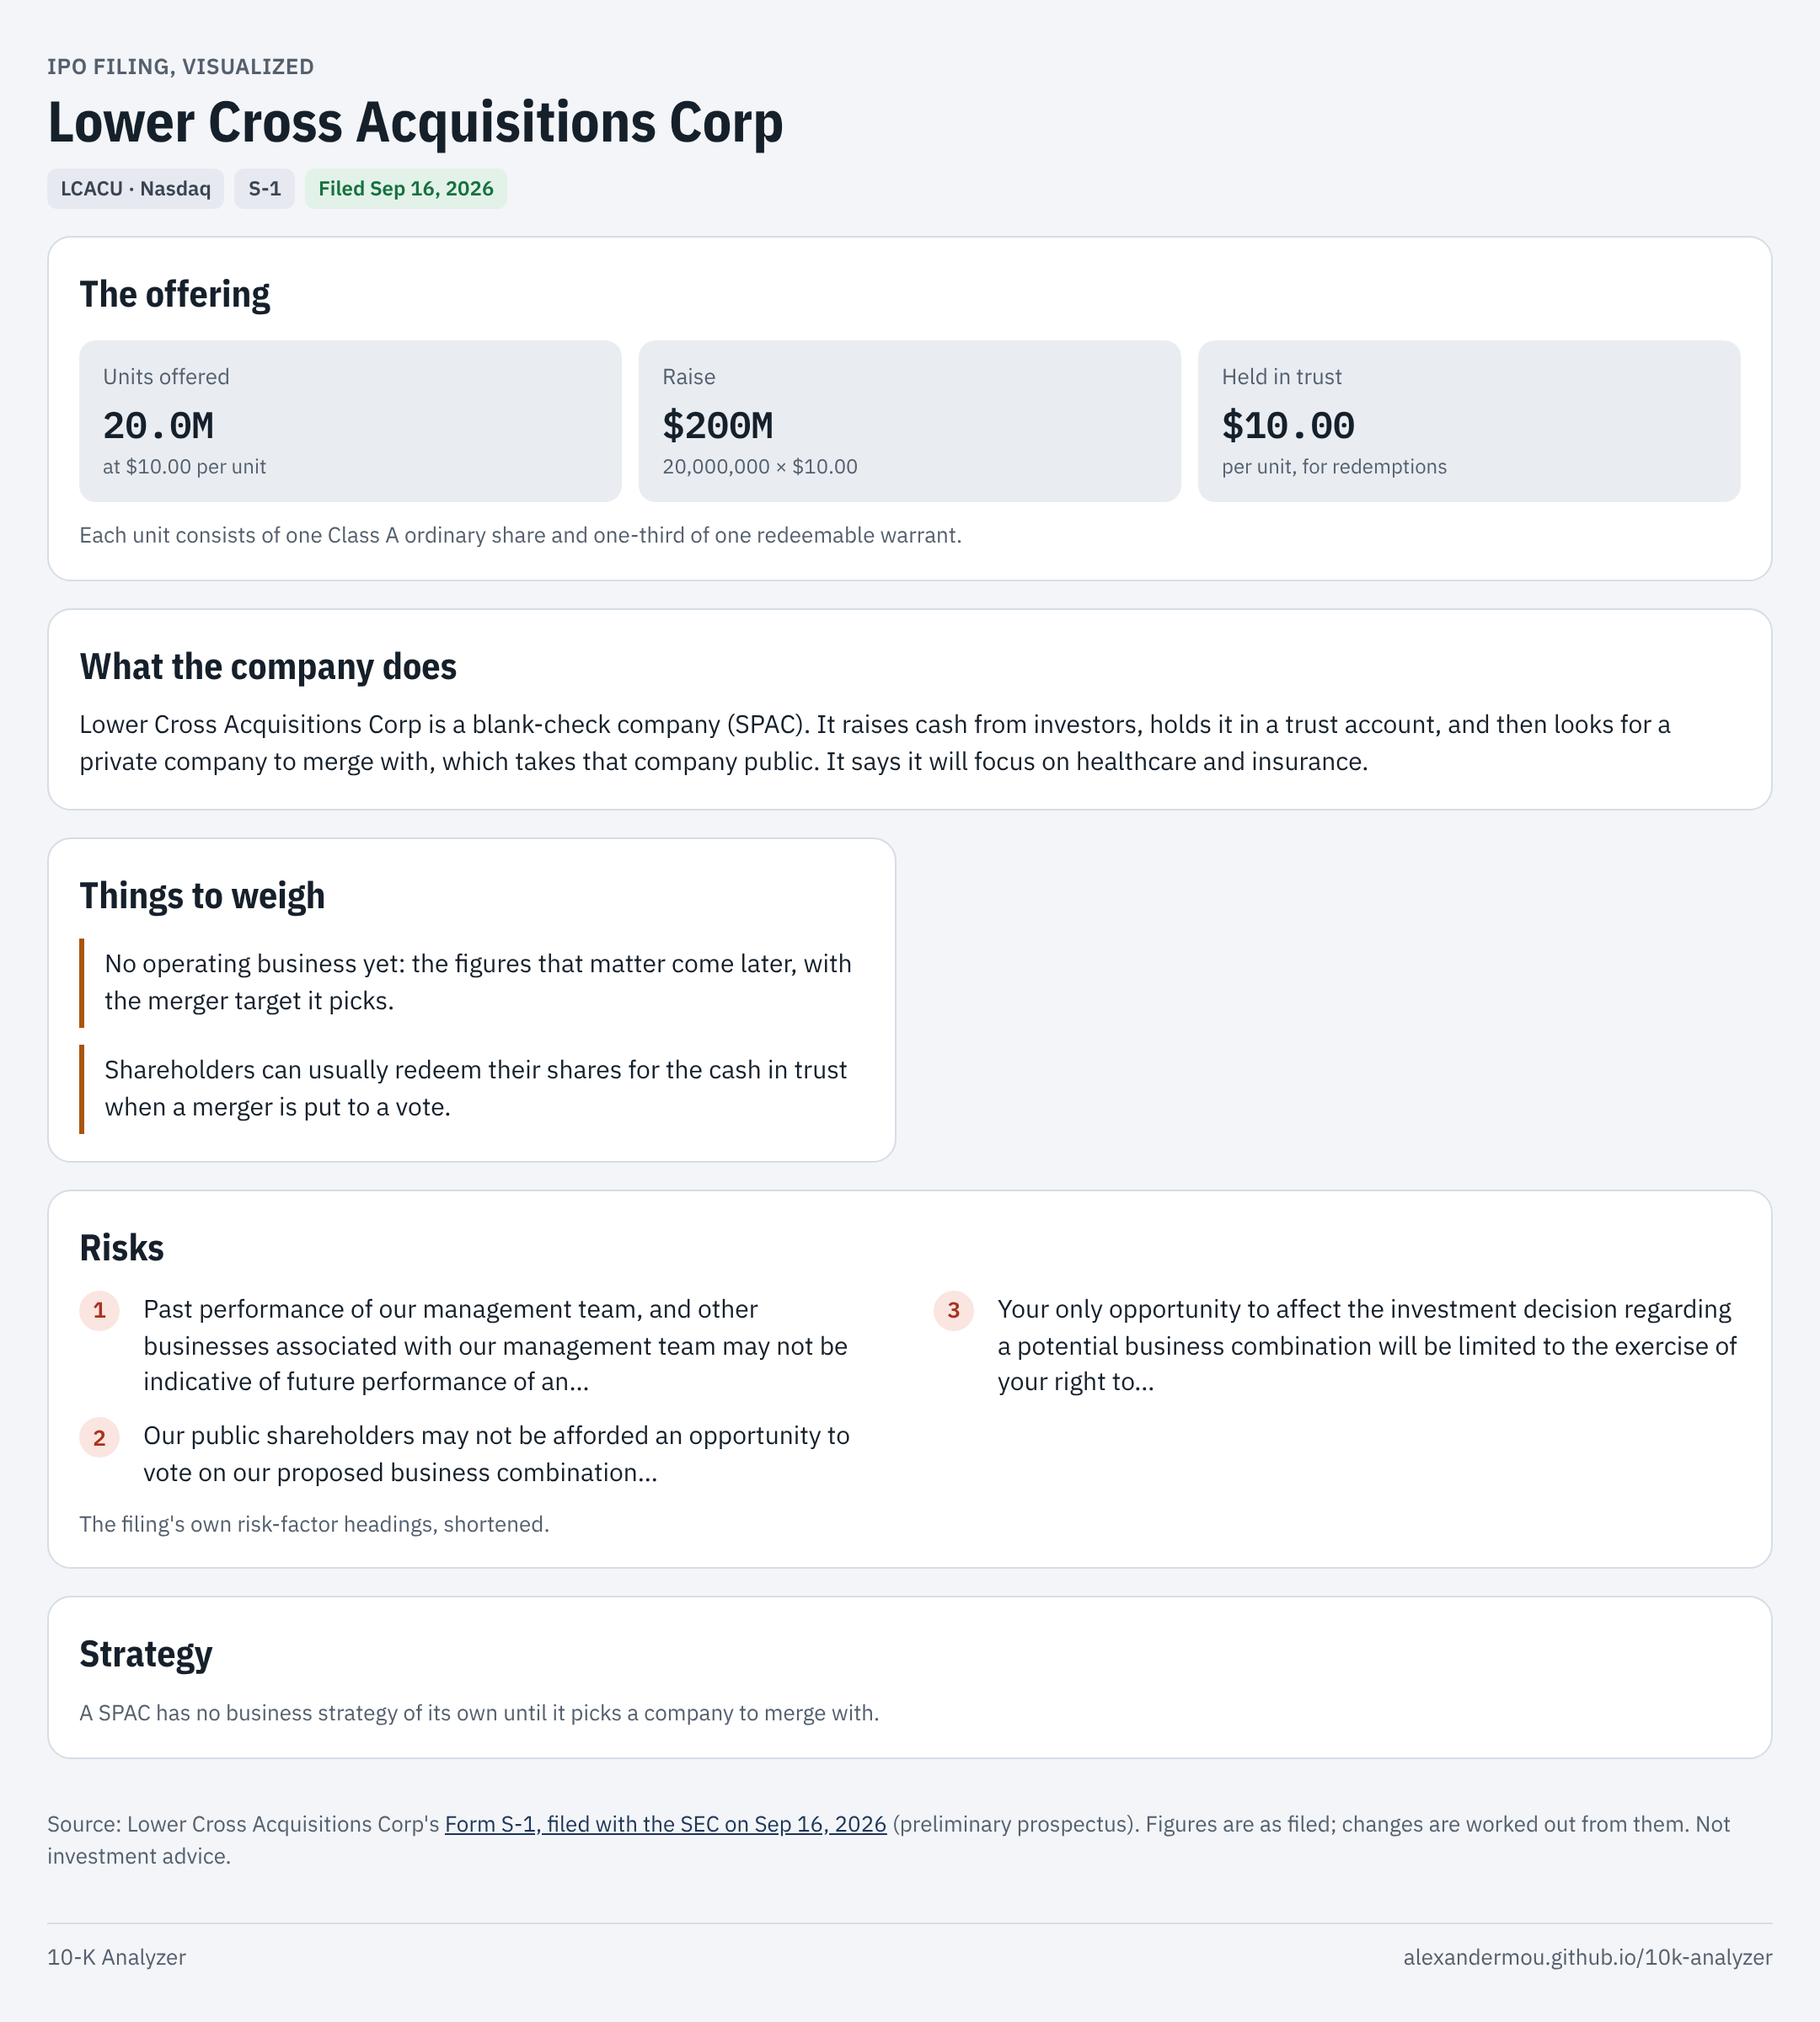 IPO FILING, VISUALIZED
Lower Cross Acquisitions Corp
LCACU · Nasdaq
S-1
Filed Sep 16, 2026
The offering
Units offered
20.0M
at $10.00 per unit
Raise
$200M
20,000,000 × $10.00
Held in trust
$10.00
per unit, for redemptions
Each unit consists of one Class A ordinary share and one-third of one redeemable warrant.
What the company does
Lower Cross Acquisitions Corp is a blank-check company (SPAC). It raises cash from investors, holds it in a trust account, and then looks for a
private company to merge with, which takes that company public. It says it will focus on healthcare and insurance.
Things to weigh
No operating business yet: the figures that matter come later, with
the merger target it picks.
Shareholders can usually redeem their shares for the cash in trust
when a merger is put to a vote.
Risks
1
Past performance of our management team, and other
businesses associated with our management team may not be
indicative of future performance of an...
2
Our public shareholders may not be afforded an opportunity to
vote on our proposed business combination...
3
Your only opportunity to affect the investment decision regarding
a potential business combination will be limited to the exercise of
your right to...
The filing's own risk-factor headings, shortened.
Strategy
A SPAC has no business strategy of its own until it picks a company to merge with.
Source: Lower Cross Acquisitions Corp's Form S-1, filed with the SEC on Sep 16, 2026 (preliminary prospectus). Figures are as filed; changes are worked out from them. Not
investment advice.
10-K Analyzer
alexandermou.github.io/10k-analyzer